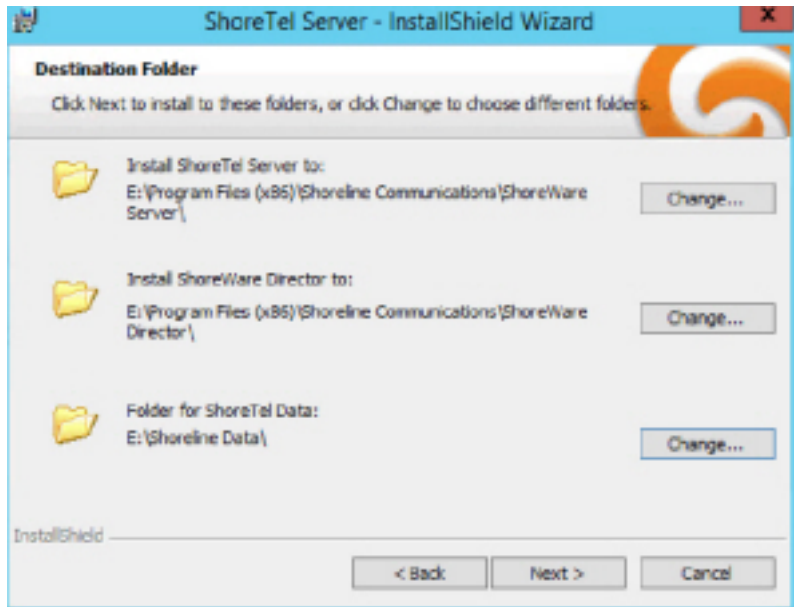 ShoreTel Server - InstallShield Wizard
Destination Folder
Click Next to install to these folders, or click Change to choose different folders.
Install ShoreTel Server to:
E:\Program Files (x86)\Shoreline Communications\ShoreWare
Server\
Change...
Install ShoreWare Director to:
E:\Program Files (x86)\Shoreline Communications\ShoreWare
Director\
Change...
Folder for ShoreTel Data:
E:\Shoreline Data\
Change...
InstallShield
< Back Next > Cancel